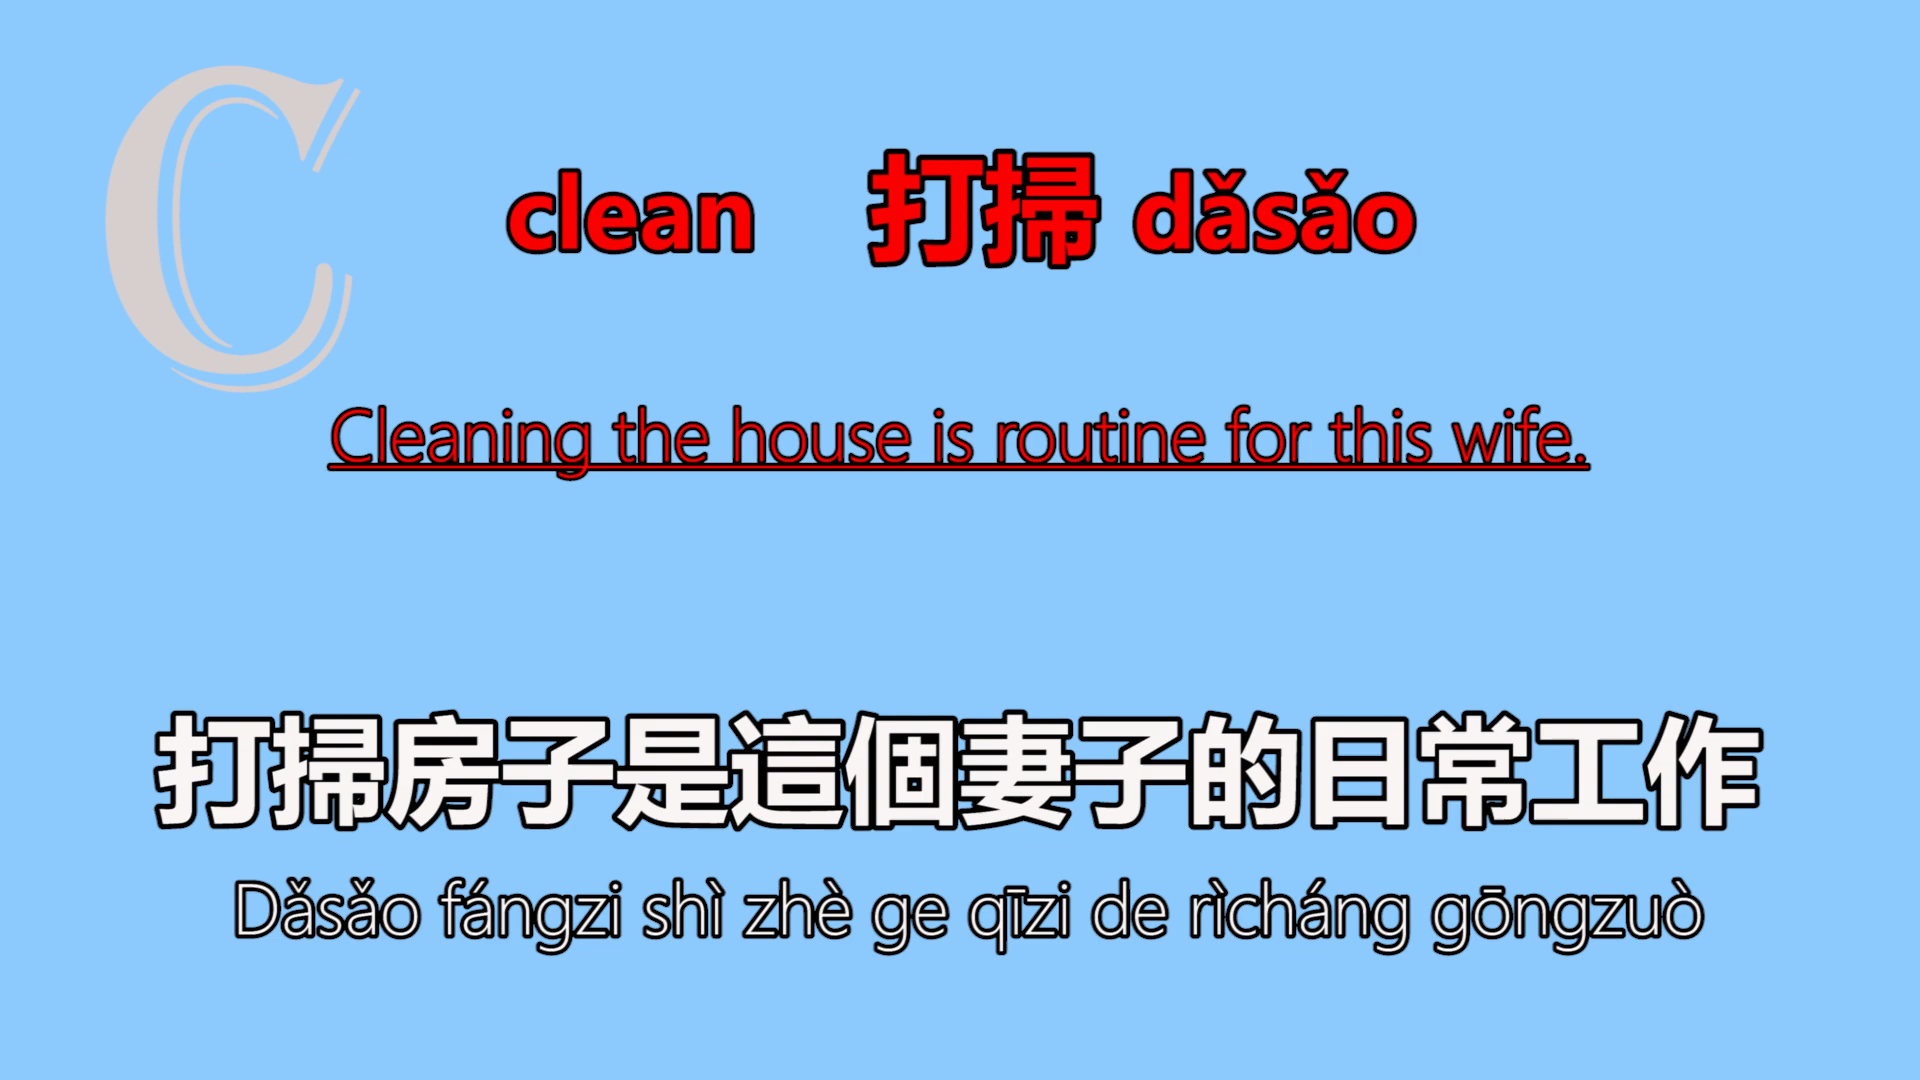 C
clean 打掃 dǎsǎo
Cleaning the house is routine for this wife.
打掃房子是這個妻子的日常工作
Dǎsǎo fángzi shì zhè ge qīzi de rìcháng gōngzuò